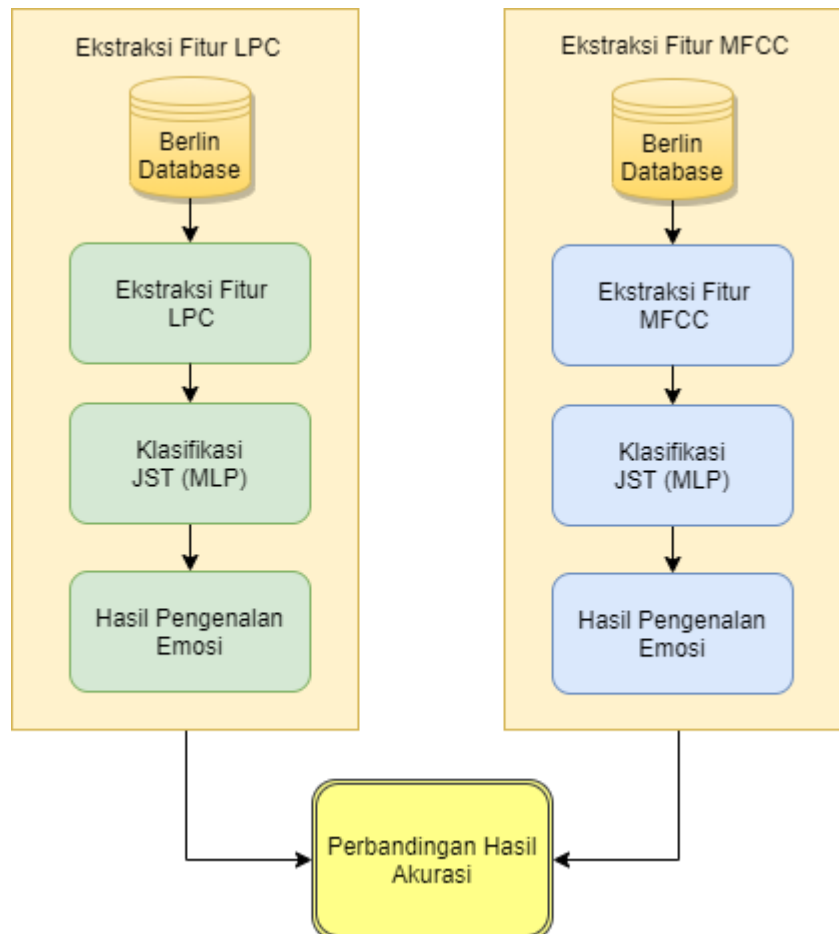 Ekstraksi Fitur LPC
Berlin
Database
Ekstraksi Fitur
LPC
Klasifikasi
JST (MLP)
Hasil Pengenalan
Emosi
Ekstraksi Fitur MFCC
Berlin
Database
Ekstraksi Fitur
MFCC
Klasifikasi
JST (MLP)
Hasil Pengenalan
Emosi
Perbandingan Hasil
Akurasi